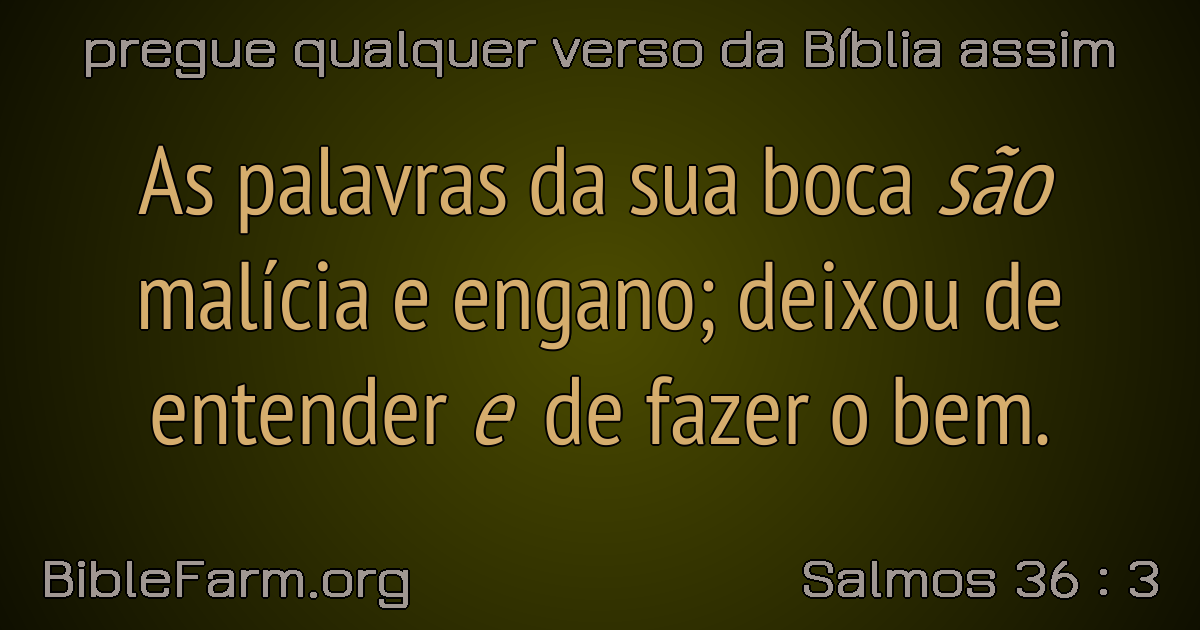 pregue qualquer verso da Bíblia assim
As palavras da sua boca são
malícia e engano; deixou de
entender e de fazer o bem.
BibleFarm.org
Salmos 36 : 3